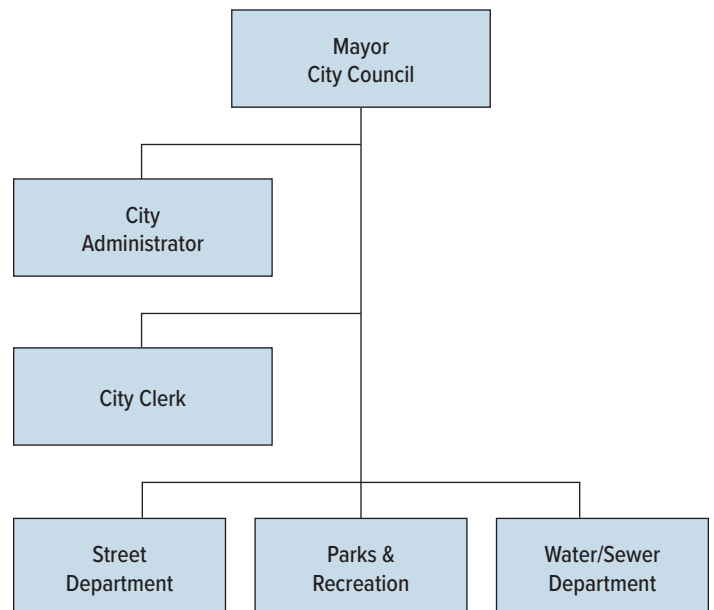 Mayor
City Council
City
Administrator
City Clerk
Street
Department
Parks &
Recreation
Water/Sewer
Department